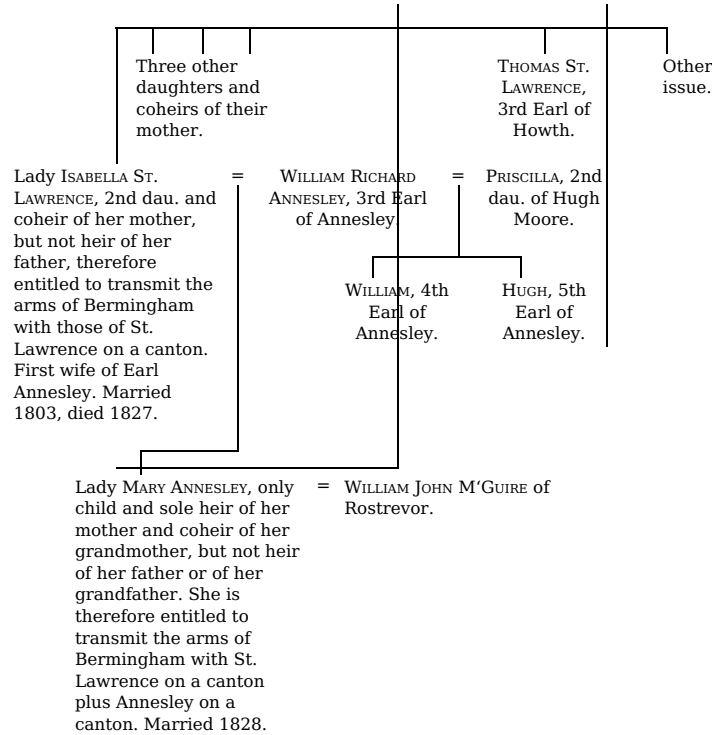 Three other
daughters and
coheirs of their
mother.
Thomas St.
Lawrence,
3rd Earl of
Howth.
Other
issue.
Lady Isabella St.
Lawrence, 2nd dau. and
coheir of her mother,
but not heir of her
father, therefore
entitled to transmit the
arms of Bermingham
with those of St.
Lawrence on a canton.
First wife of Earl
Annesley. Married
1803, died 1827.
=
William Richard
Annesley, 3rd Earl
of Annesley.
=
Priscilla, 2nd
dau. of Hugh
Moore.
William, 4th
Earl of
Annesley.
Hugh, 5th
Earl of
Annesley.
Lady Mary Annesley, only
child and sole heir of her
mother and coheir of her
grandmother, but not heir
of her father or of her
grandfather. She is
therefore entitled to
transmit the arms of
Bermingham with St.
Lawrence on a canton
plus Annesley on a
canton. Married 1828.
=
William John M‘Guire of
Rostrevor.